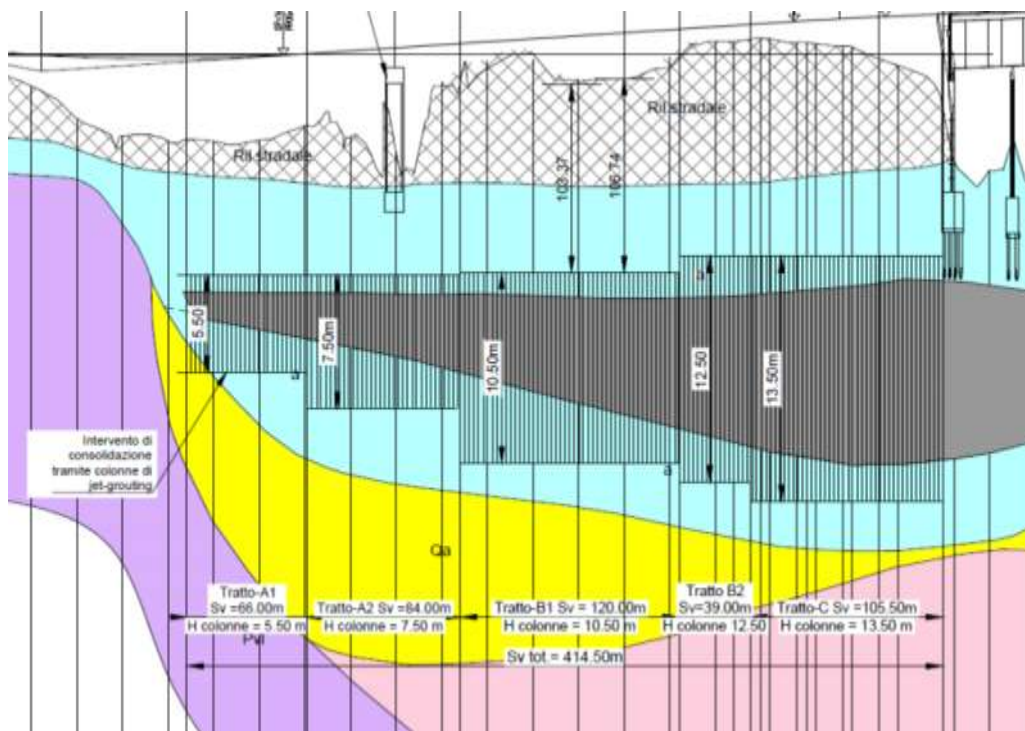 Ril.stradale
Ril.stradale
103.37
106.74
5.50
7.50m
10.50m
12.50
13.50m
a
a
Intervento di
consolidazione
tramite colonne di
jet-grouting
Qa
Tratto-A1
Sv =66.00m
H colonne = 5.50 m
Tratto-A2 Sv =84.00m
H colonne = 7.50 m
Tratto-B1 Sv = 120.00m
H colonne = 10.50 m
Tratto B2
Sv=39.00m
H colonne 12.50
Tratto-C Sv =105.50m
H colonne = 13.50 m
Sv tot.= 414.50m